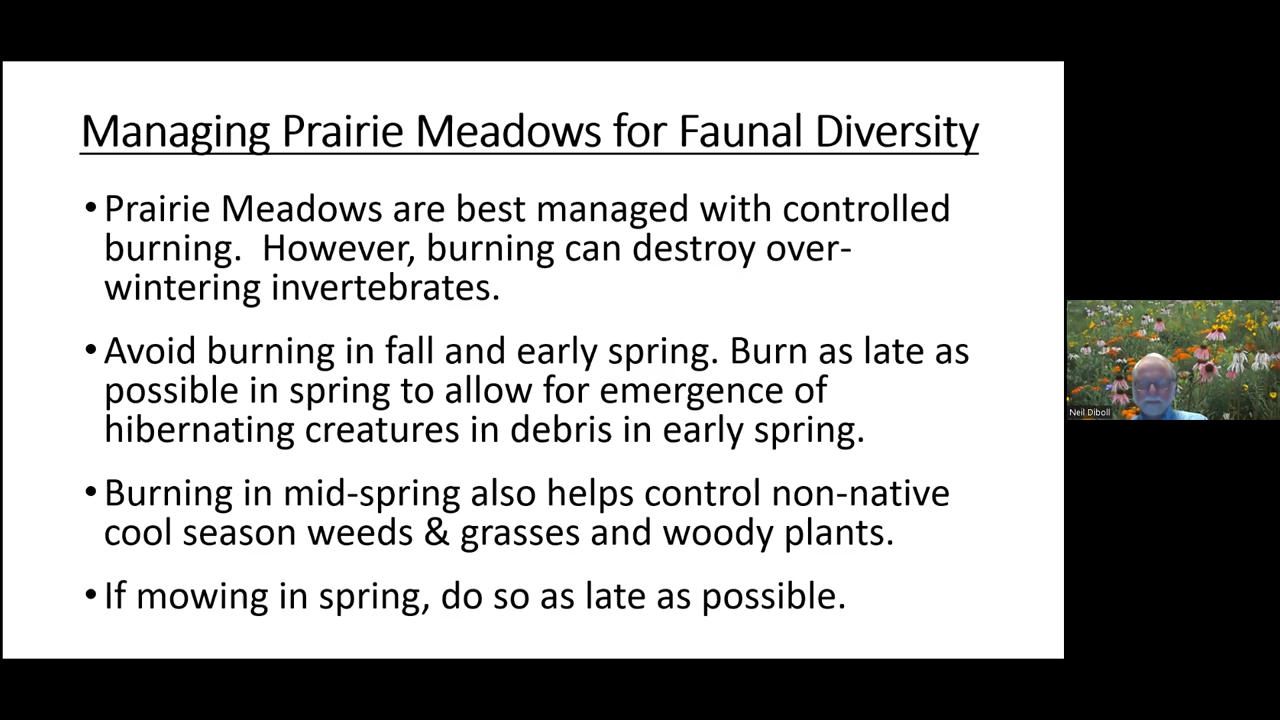 Managing Prairie Meadows for Faunal Diversity
•Prairie Meadows are best managed with controlled
burning.  However, burning can destroy over-
wintering invertebrates.
•Avoid burning in fall and early spring. Burn as late as
possible in spring to allow for emergence of
hibernating creatures in debris in early spring.
•Burning in mid-spring also helps control non-native
cool season weeds & grasses and woody plants.
•If mowing in spring, do so as late as possible.
Neil Diboll